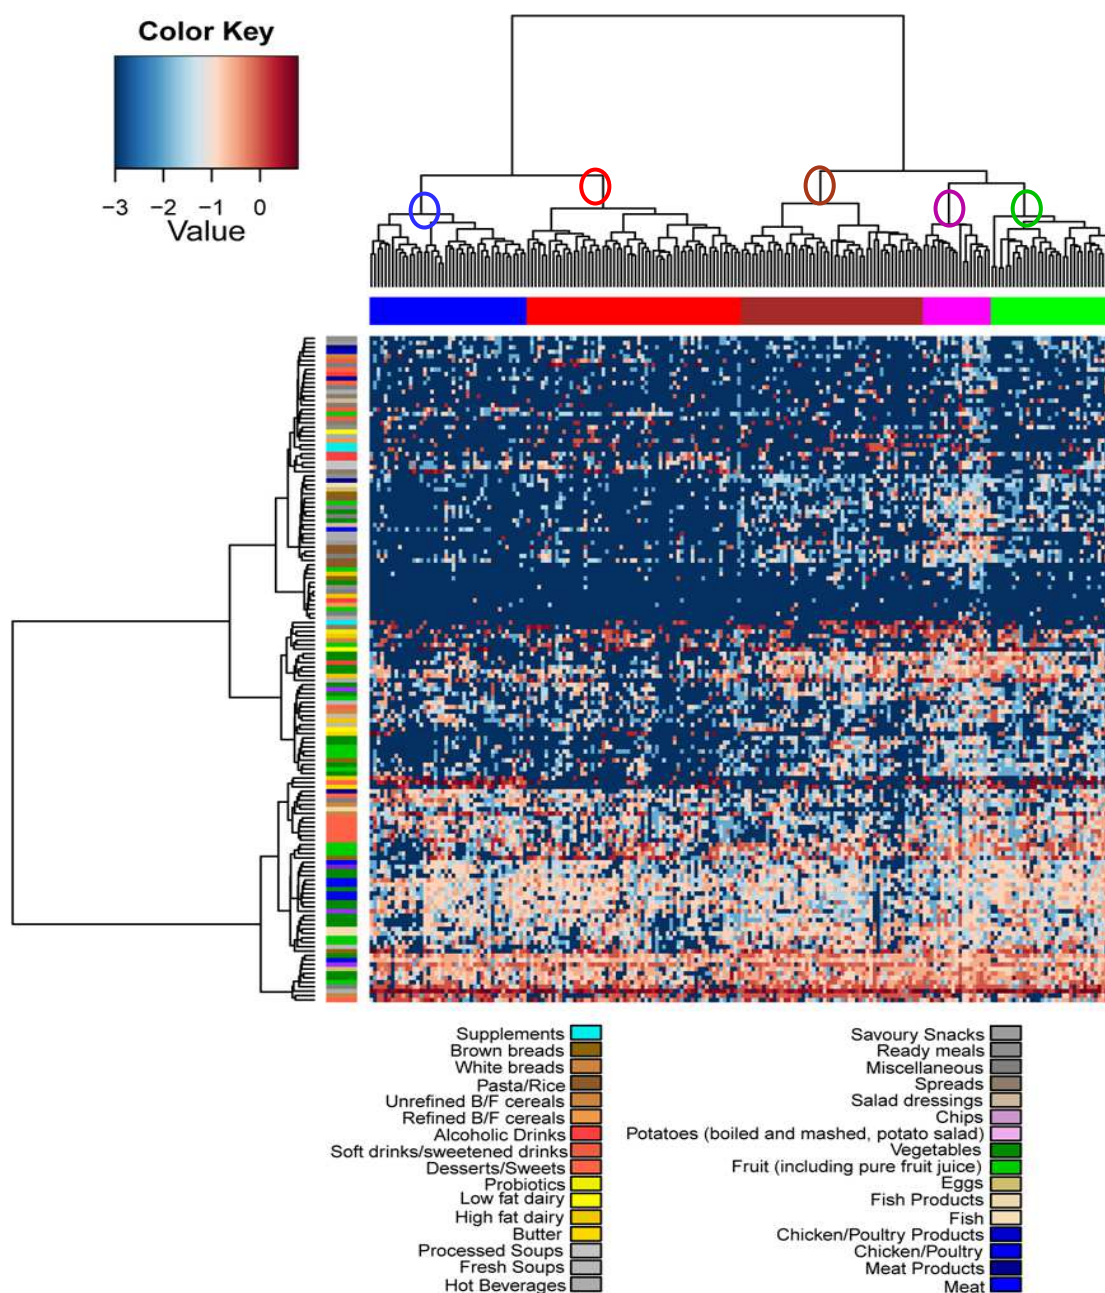 Color Key
−3 −2 −1 0
Value
Supplements
Brown breads
White breads
Pasta/Rice
Unrefined B/F cereals
Refined B/F cereals
Alcoholic Drinks
Soft drinks/sweetened drinks
Desserts/Sweets
Probiotics
Low fat dairy
High fat dairy
Butter
Processed Soups
Fresh Soups
Hot Beverages
Savoury Snacks
Ready meals
Miscellaneous
Spreads
Salad dressings
Chips
Potatoes (boiled and mashed, potato salad)
Vegetables
Fruit (including pure fruit juice)
Eggs
Fish Products
Fish
Chicken/Poultry Products
Chicken/Poultry
Meat Products
Meat